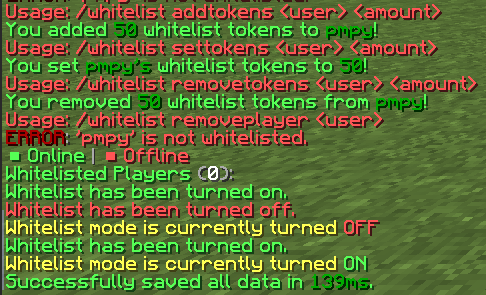 Usage: /whitelist addtokens <user> <amount>
You added 50 whitelist tokens to pmpy!
Usage: /whitelist settokens <user> <amount>
You set pmpy's whitelist tokens to 50!
Usage: /whitelist removetokens <user> <amount>
You removed 50 whitelist tokens from pmpy!
Usage: /whitelist removeplayer <user>
ERROR: 'pmpy' is not whitelisted.
■ Online | ■ Offline
Whitelisted Players (0):
Whitelist has been turned on.
Whitelist has been turned off.
Whitelist mode is currently turned OFF
Whitelist has been turned on.
Whitelist mode is currently turned ON
Successfully saved all data in 139ms.